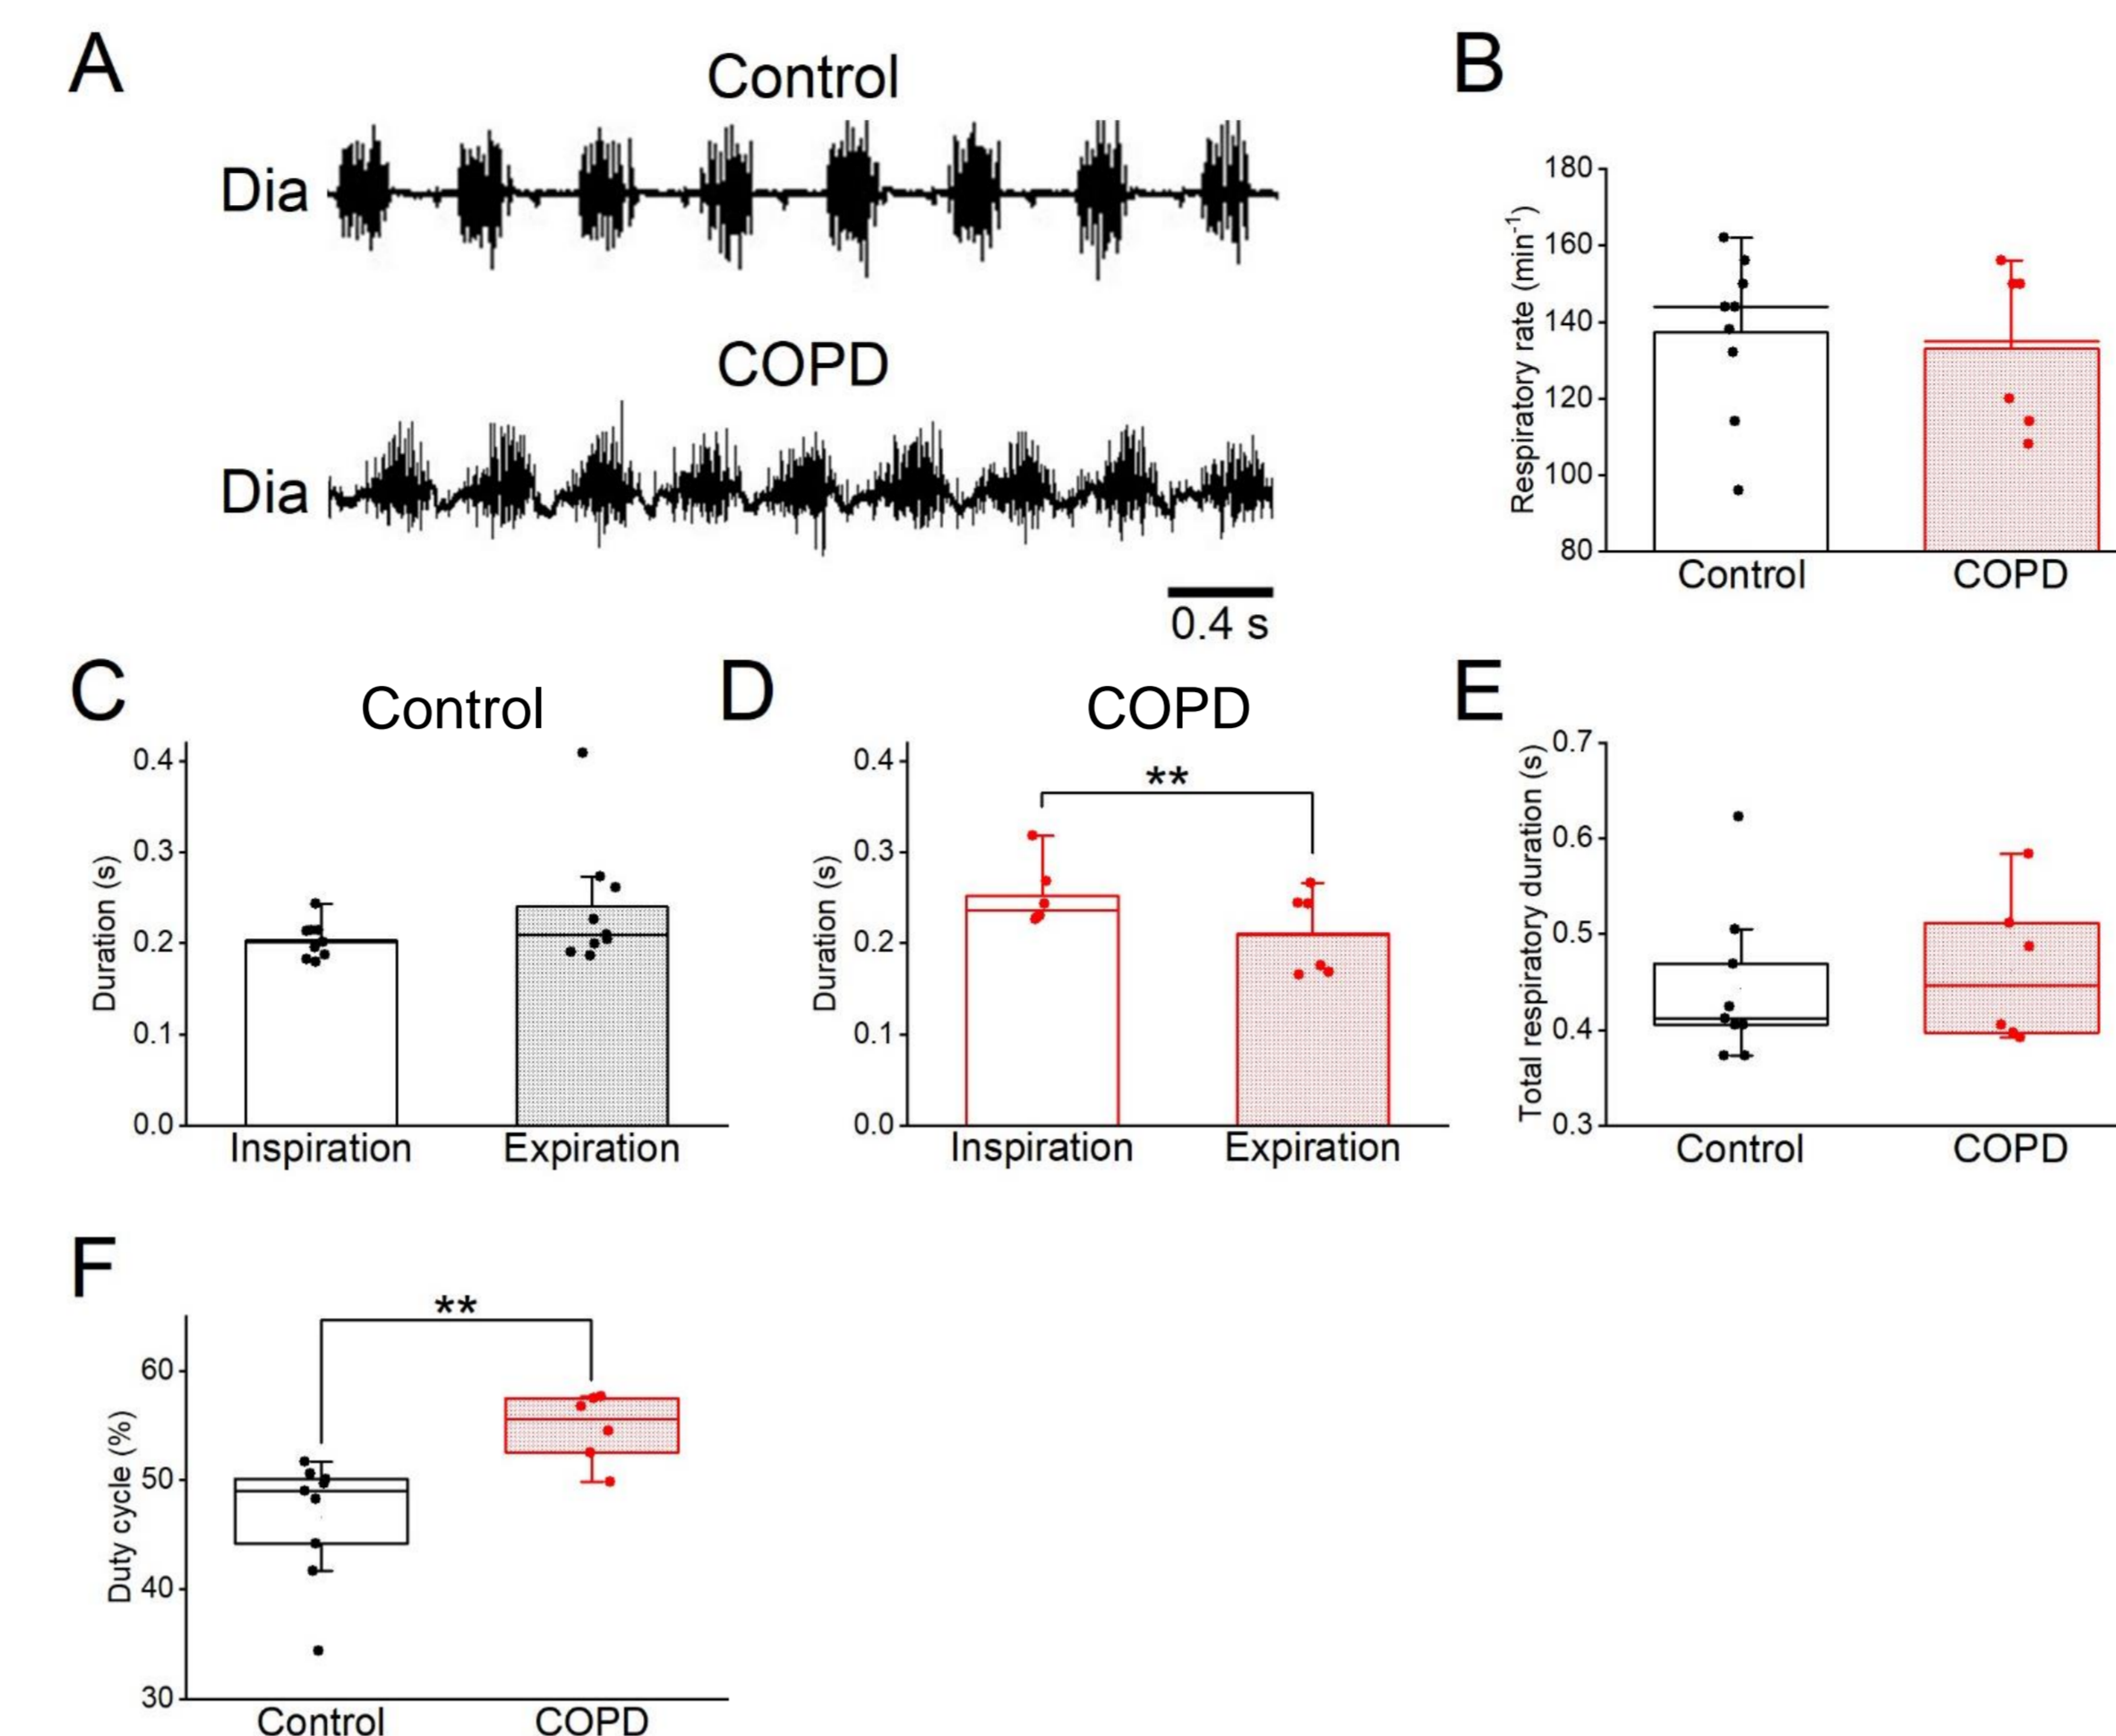 A
Control
Dia
COPD
Dia
0.4 s
B
Respiratory rate (min⁻¹)
180
160
140
120
100
80
Control COPD
C
Control
Duration (s)
0.4
0.3
0.2
0.1
0.0
Inspiration Expiration
D
COPD
**
Duration (s)
0.4
0.3
0.2
0.1
0.0
Inspiration Expiration
E
Total respiratory duration (s)
0.7
0.6
0.5
0.4
0.3
Control COPD
F
**
Duty cycle (%)
60
50
40
30
Control COPD